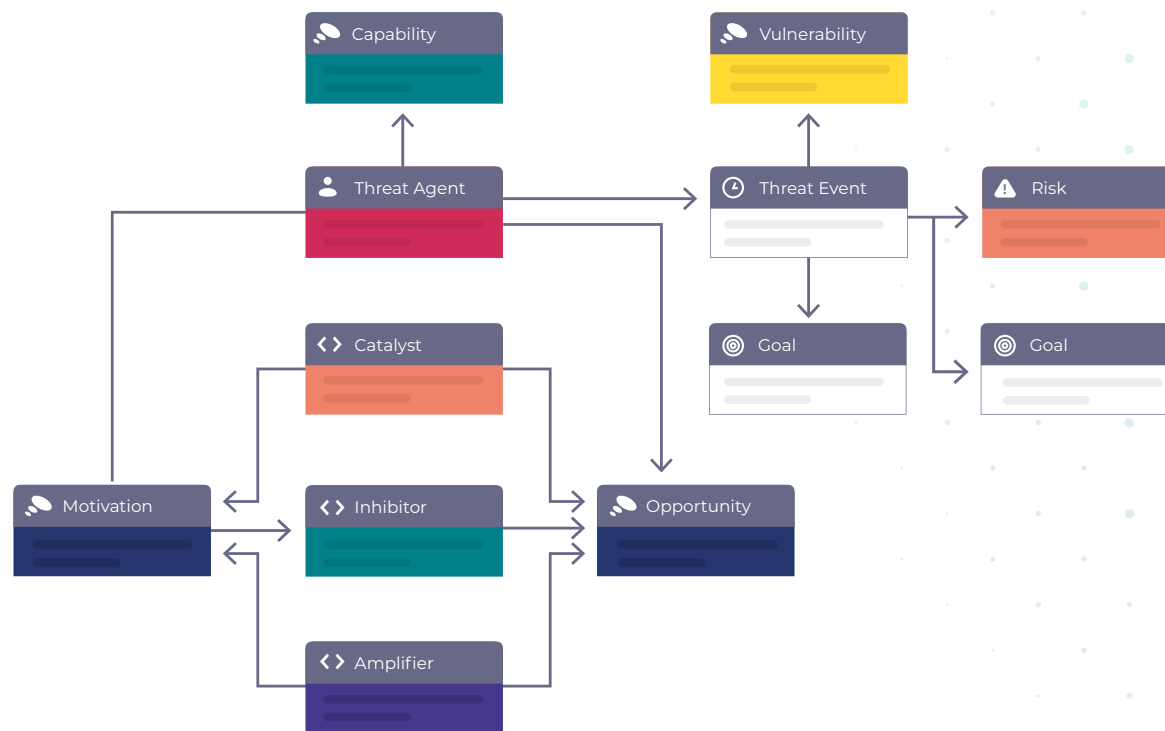 Capability
Vulnerability
Threat Agent
Threat Event
Risk
Catalyst
Goal
Goal
Motivation
Inhibitor
Opportunity
Amplifier